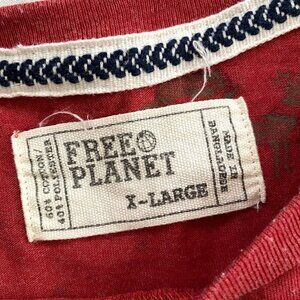 60% COTTON/
40% POLYESTER
FREE PLANET
X-LARGE
MADE IN
BANGLADESH